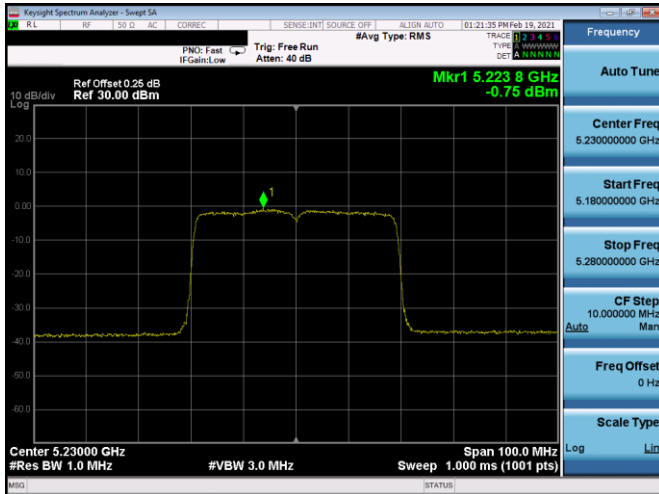 Keysight Spectrum Analyzer - Swept SA
RL RF 50 Ω AC CORREC SENSE:INT SOURCE OFF ALIGN AUTO 01:21:35 PM Feb 19, 2021
Frequency
#Avg Type: RMS
TRACE 1 2 3 4 5 6
PNO: Fast Trig: Free Run TYPE A WWWWW
IFGain:Low Atten: 40 dB DET A N N N N N
Auto Tune
Mkr1 5.223 8 GHz
Ref Offset 0.25 dB
10 dB/div Ref 30.00 dBm -0.75 dBm
Log
Center Freq
5.230000000 GHz
20.0
10.0
Start Freq
5.180000000 GHz
1
0.00
-10.0
Stop Freq
5.280000000 GHz
-20.0
-30.0
CF Step
10.000000 MHz
Auto Man
-40.0
-50.0
Freq Offset
0 Hz
-60.0
Scale Type
Log Lin
Center 5.23000 GHz Span 100.0 MHz
#Res BW 1.0 MHz #VBW 3.0 MHz Sweep 1.000 ms (1001 pts)
MSG STATUS